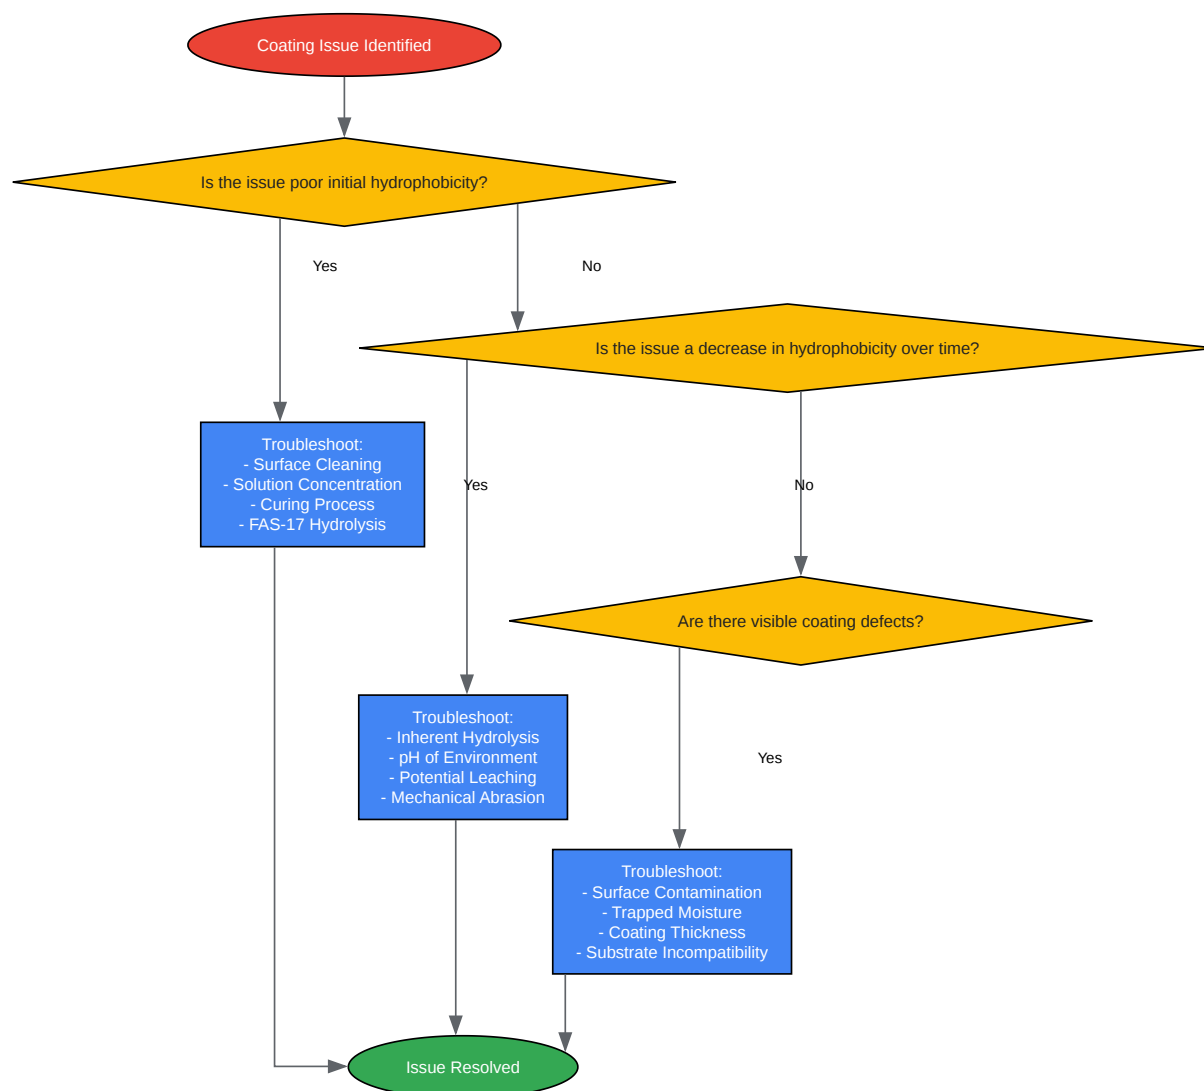 Coating Issue Identified
Is the issue poor initial hydrophobicity?
Yes
No
Is the issue a decrease in hydrophobicity over time?
Troubleshoot:
- Surface Cleaning
- Solution Concentration
- Curing Process
- FAS-17 Hydrolysis
Yes
No
Are there visible coating defects?
Troubleshoot:
- Inherent Hydrolysis
- pH of Environment
- Potential Leaching
- Mechanical Abrasion
Yes
Troubleshoot:
- Surface Contamination
- Trapped Moisture
- Coating Thickness
- Substrate Incompatibility
Issue Resolved